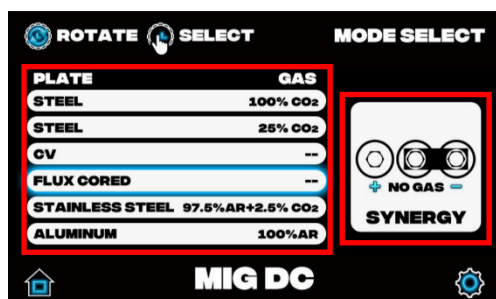 ROTATE SELECT MODE SELECT
PLATE GAS
STEEL 100% CO₂
STEEL 25% CO₂
CV --
FLUX CORED --
STAINLESS STEEL 97.5%AR+2.5% CO₂
ALUMINUM 100%AR
+ NO GAS −
SYNERGY
MIG DC